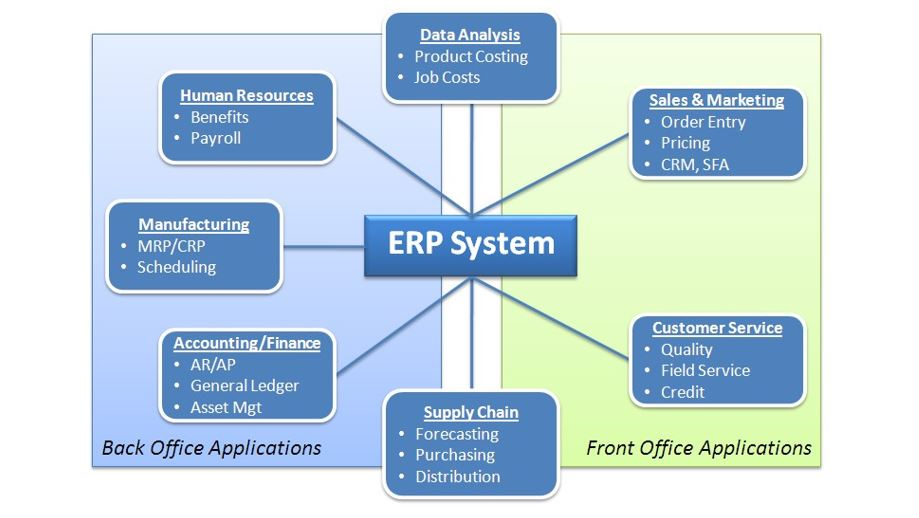 Data Analysis
• Product Costing
• Job Costs
Human Resources
• Benefits
• Payroll
Sales & Marketing
• Order Entry
• Pricing
• CRM, SFA
Manufacturing
• MRP/CRP
• Scheduling
ERP System
Accounting/Finance
• AR/AP
• General Ledger
• Asset Mgt
Customer Service
• Quality
• Field Service
• Credit
Supply Chain
• Forecasting
• Purchasing
• Distribution
Back Office Applications
Front Office Applications